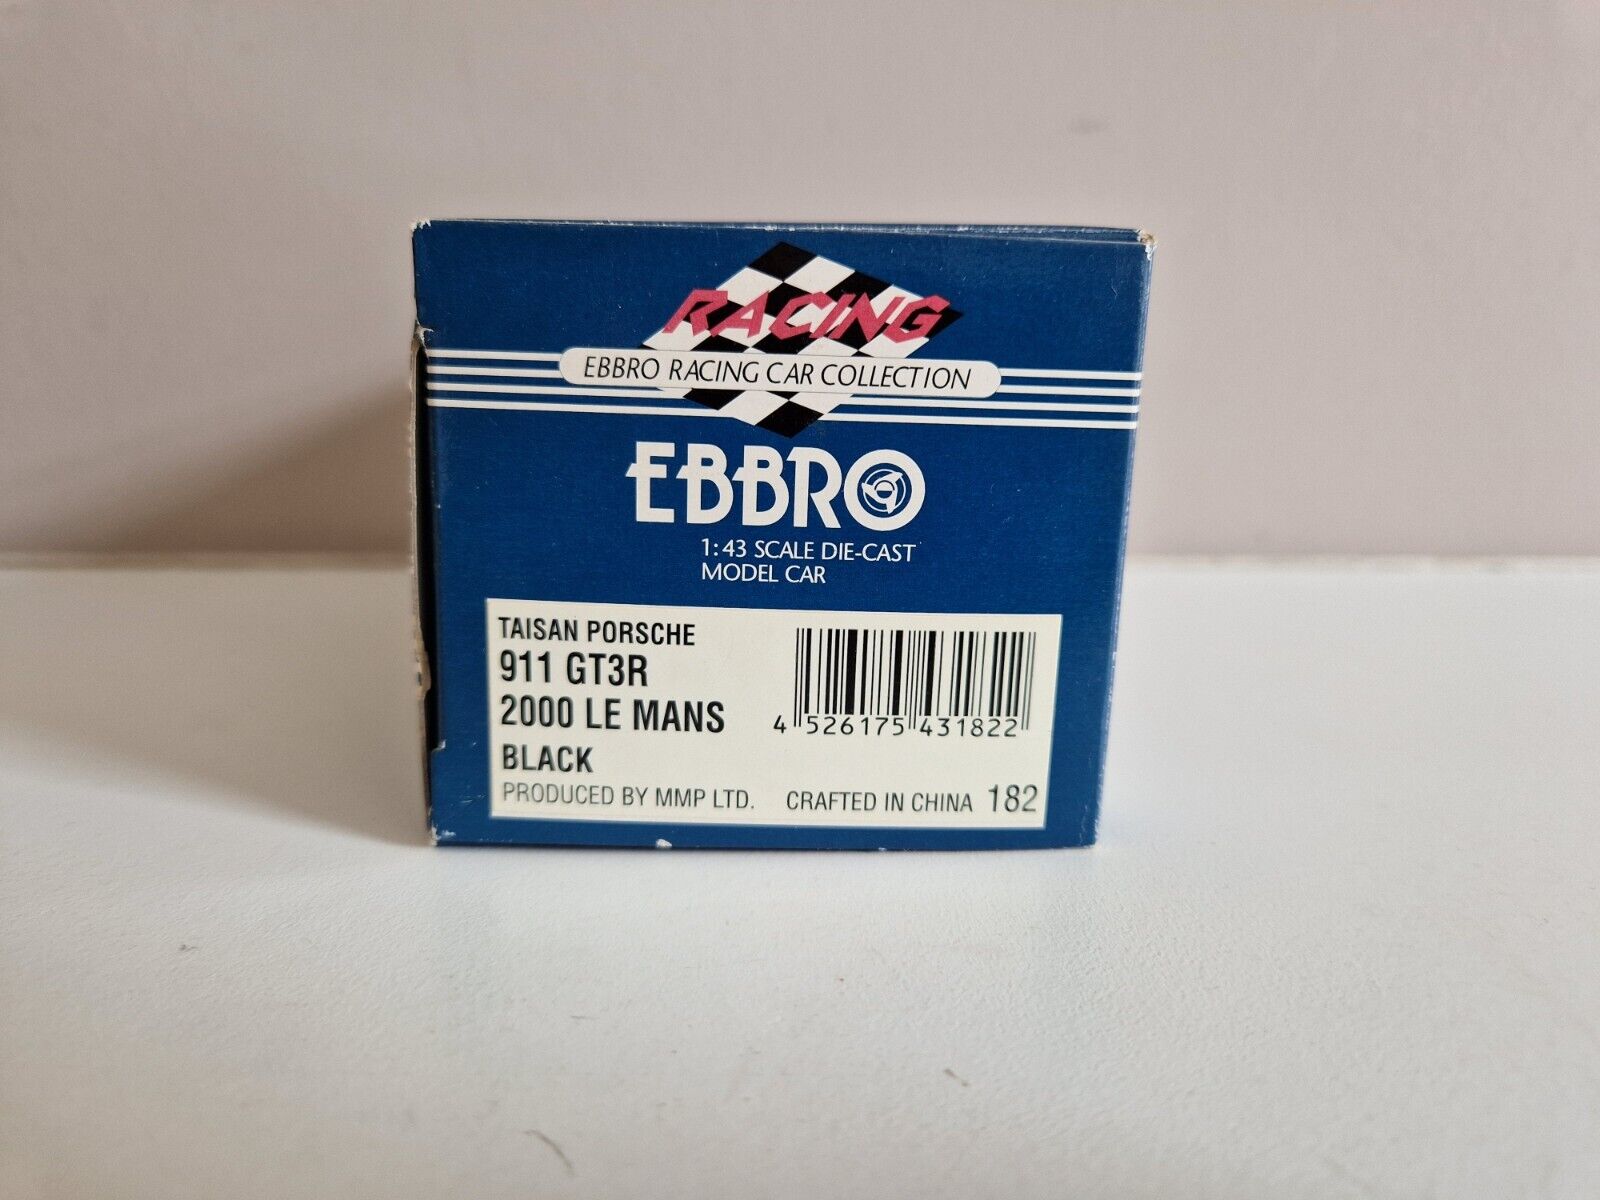 RACING
EBBRO RACING CAR COLLECTION
EBBRO
1:43 SCALE DIE-CAST
MODEL CAR
TAISAN PORSCHE
911 GT3R
2000 LE MANS
BLACK
4 526175 431822
PRODUCED BY MMP LTD. CRAFTED IN CHINA 182